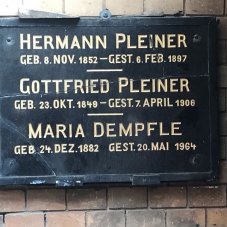 HERMANN PLEINER
GEB. 8. NOV. 1852 – GEST. 6. FEB. 1897
GOTTFRIED PLEINER
GEB. 23. OKT. 1849 – GEST. 7. APRIL 1906
MARIA DEMPFLE
GEB. 24. DEZ. 1882 GEST. 20. MAI 1964